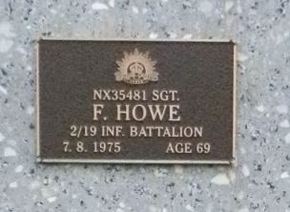 NX35481 SGT.
F. HOWE
2/19 INF. BATTALION
7. 8. 1975 AGE 69